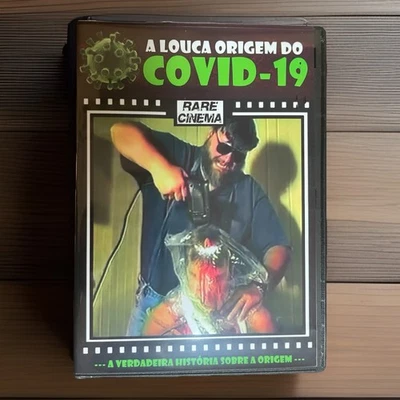 A LOUCA ORIGEM DO
COVID-19
RARE
CINEMA
--- A VERDADEIRA HISTÓRIA SOBRE A ORIGEM ---